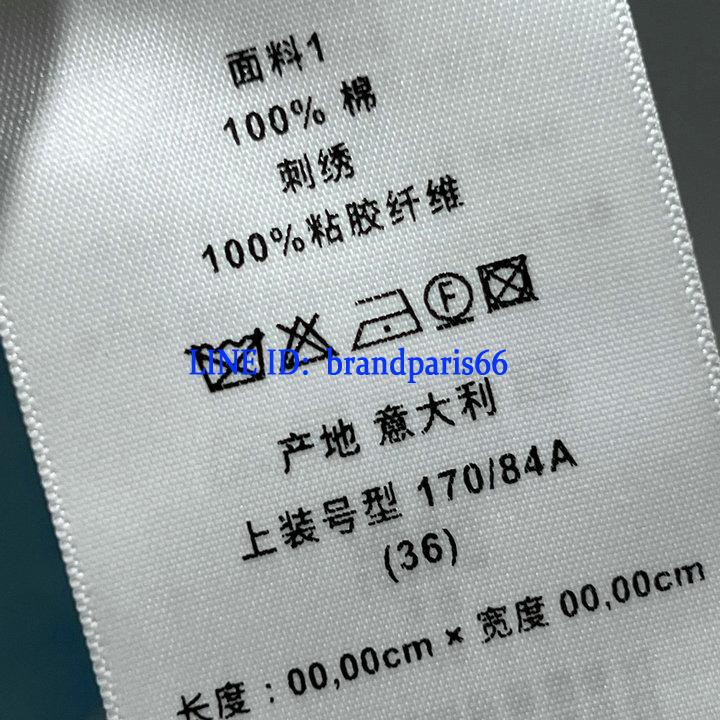 面料1
100% 棉
刺绣
100%粘胶纤维
F
LINE ID: brandparis66
产地 意大利
上装号型 170/84A
(36)
长度：00,00cm × 宽度 00,00cm